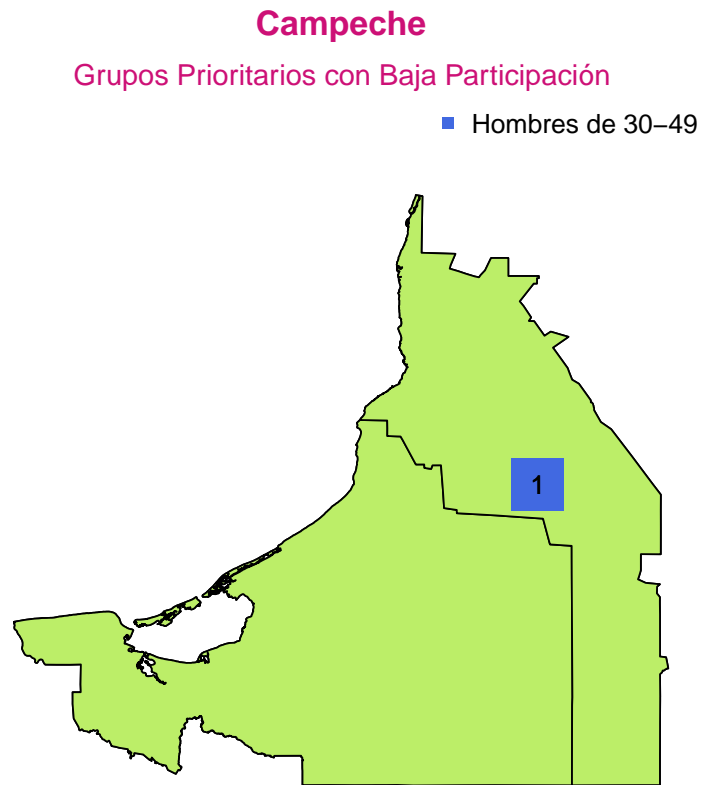 Campeche
Grupos Prioritarios con Baja Participación
Hombres de 30−49
1